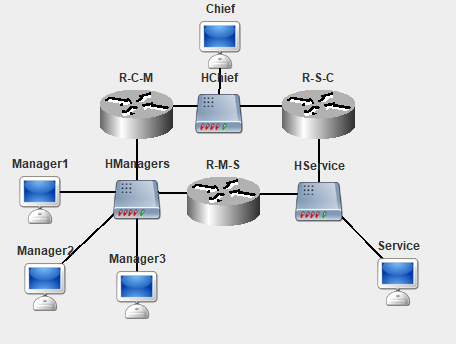 Chief
R-C-M
HChief
R-S-C
Manager1
HManagers
R-M-S
HService
Manager2
Manager3
Service